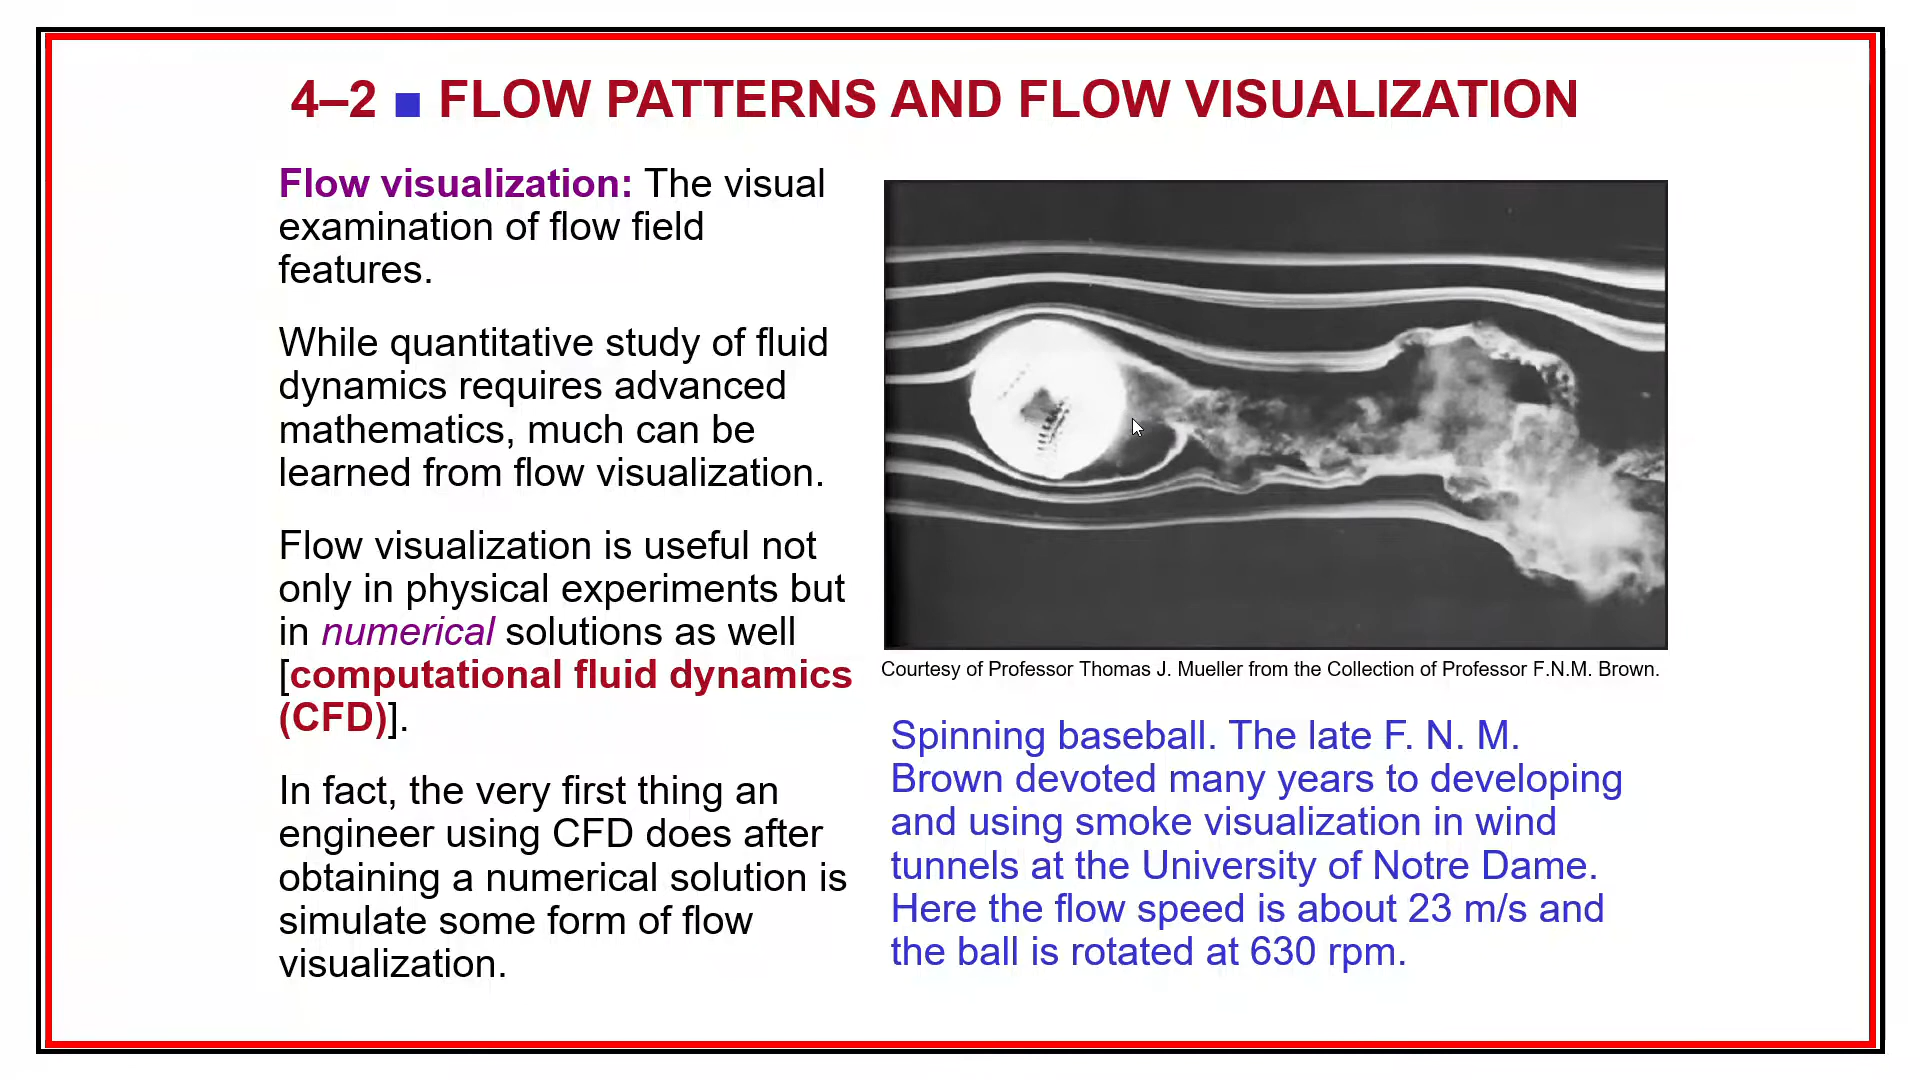 4–2 ■ FLOW PATTERNS AND FLOW VISUALIZATION
Flow visualization: The visual
examination of flow field
features.
While quantitative study of fluid
dynamics requires advanced
mathematics, much can be
learned from flow visualization.
Flow visualization is useful not
only in physical experiments but
in numerical solutions as well
[computational fluid dynamics
(CFD)].
In fact, the very first thing an
engineer using CFD does after
obtaining a numerical solution is
simulate some form of flow
visualization.
Courtesy of Professor Thomas J. Mueller from the Collection of Professor F.N.M. Brown.
Spinning baseball. The late F. N. M.
Brown devoted many years to developing
and using smoke visualization in wind
tunnels at the University of Notre Dame.
Here the flow speed is about 23 m/s and
the ball is rotated at 630 rpm.